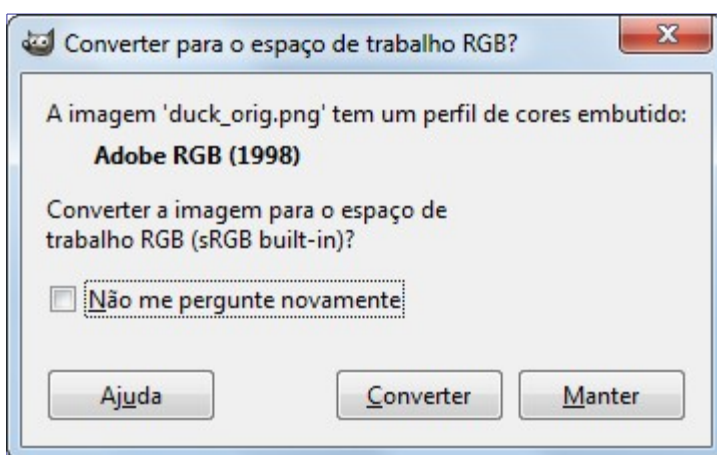 Converter para o espaço de trabalho RGB?
A imagem 'duck_orig.png' tem um perfil de cores embutido:
Adobe RGB (1998)
Converter a imagem para o espaço de
trabalho RGB (sRGB built-in)?
Não me pergunte novamente
Ajuda Converter Manter